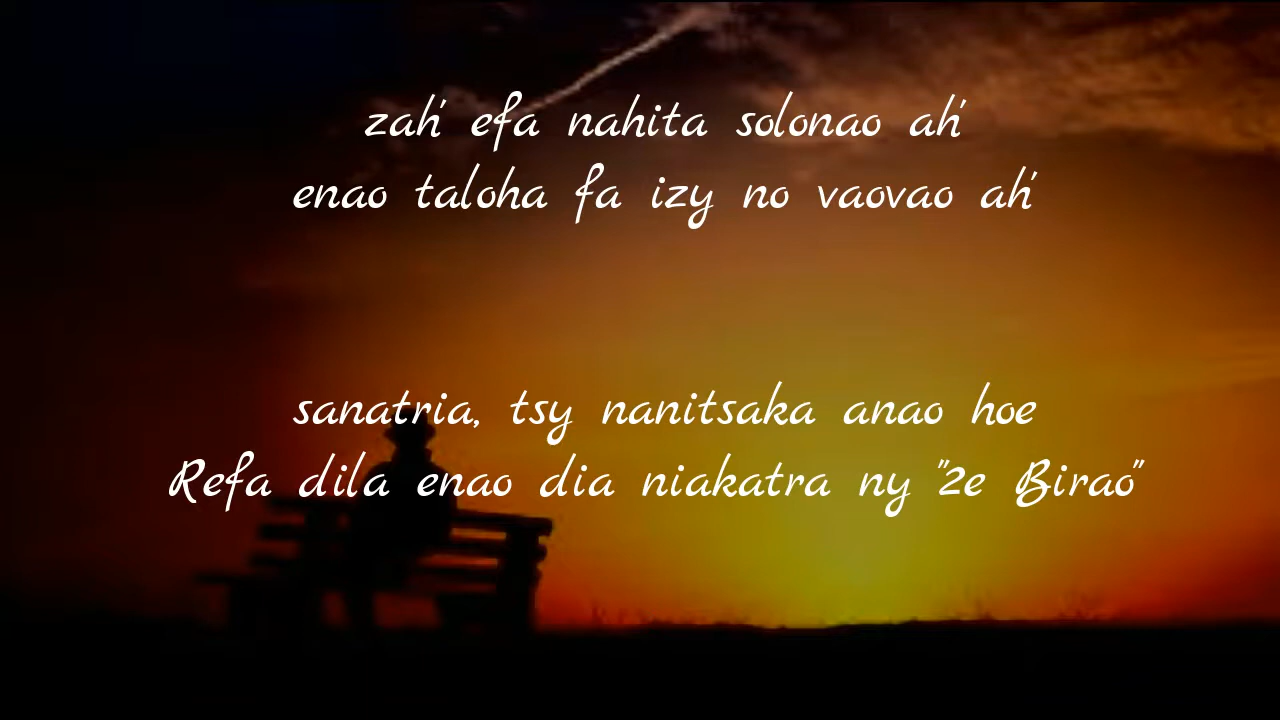 zah' efa nahita solonao ah'
enao taloha fa izy no vaovao ah'
sanatria, tsy nanitsaka anao hoe
Refa dila enao dia niakatra ny "2e Birao"